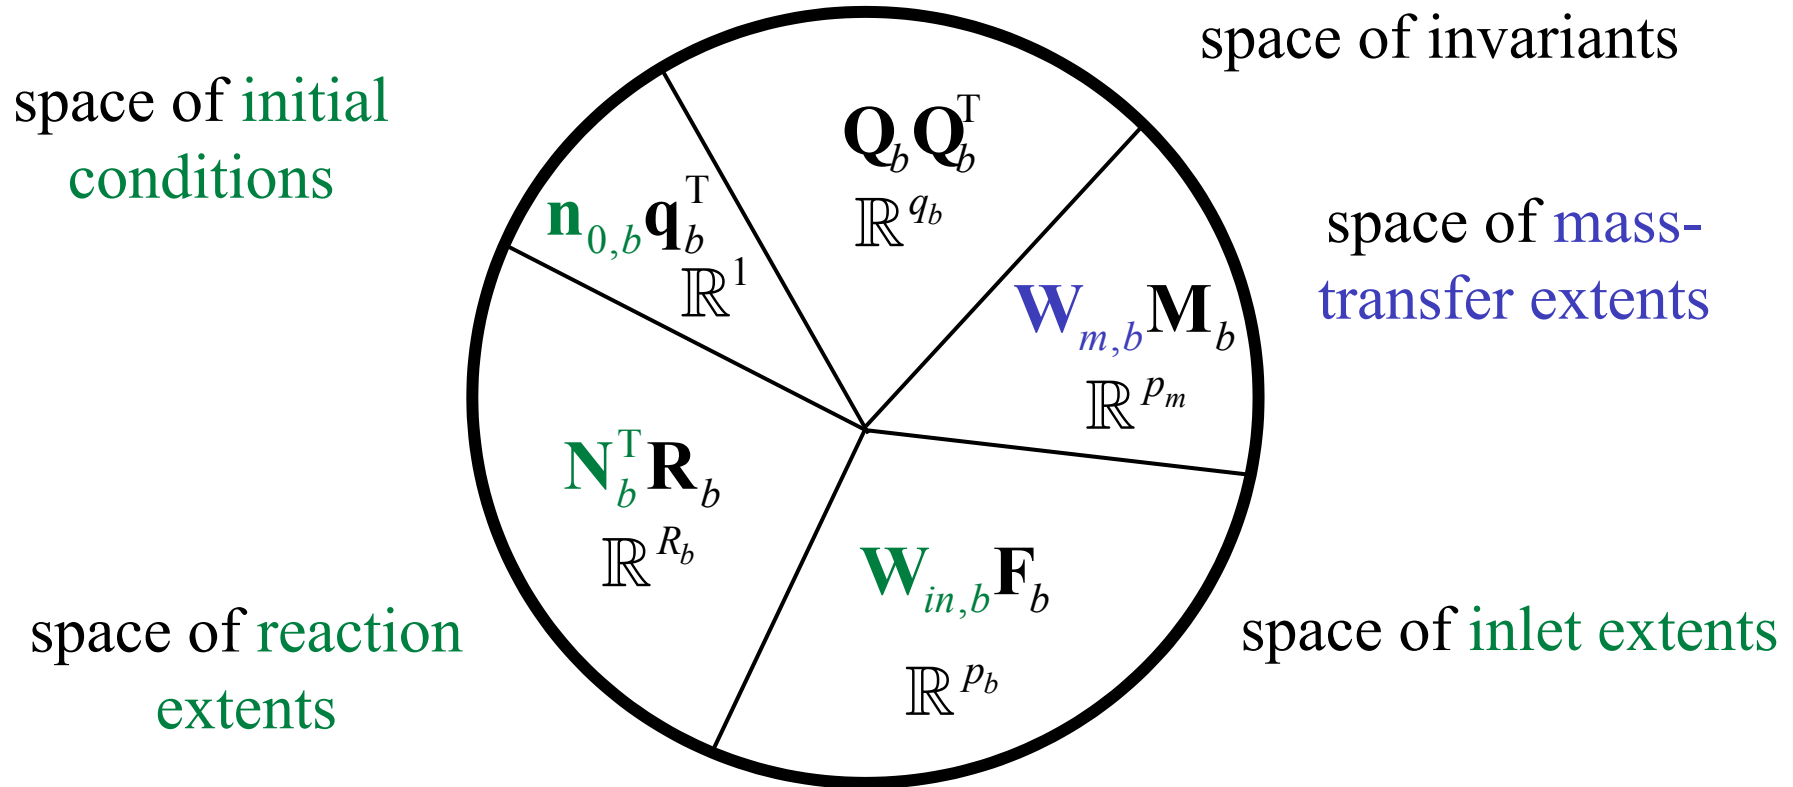 space of invariants
space of initial
conditions
Q_b Q_b^T
ℝ^{q_b}
n_{0,b} q_b^T
ℝ^1
space of mass-
transfer extents
W_{m,b} M_b
ℝ^{p_m}
N_b^T R_b
ℝ^{R_b}
W_{in,b} F_b
ℝ^{p_b}
space of reaction
extents
space of inlet extents